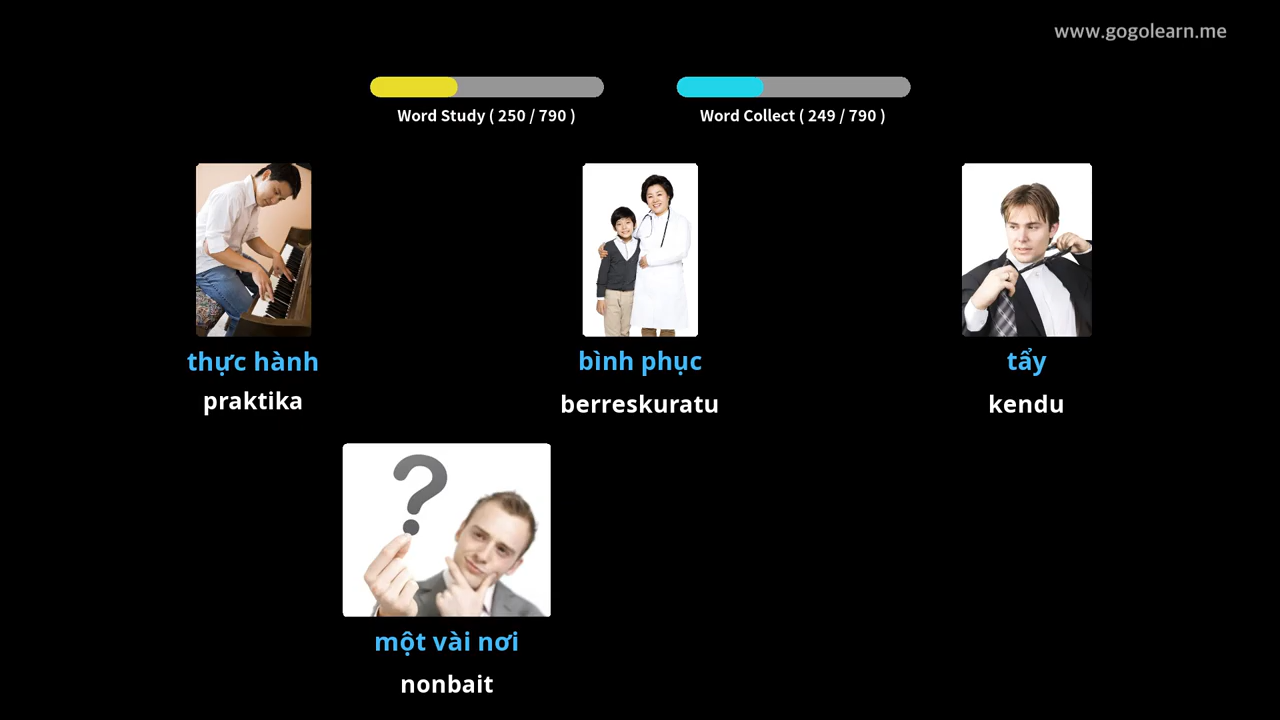 www.gogolearn.me
Word Study ( 250 / 790 )
Word Collect ( 249 / 790 )
thực hành
praktika
bình phục
berreskuratu
tẩy
kendu
một vài nơi
nonbait